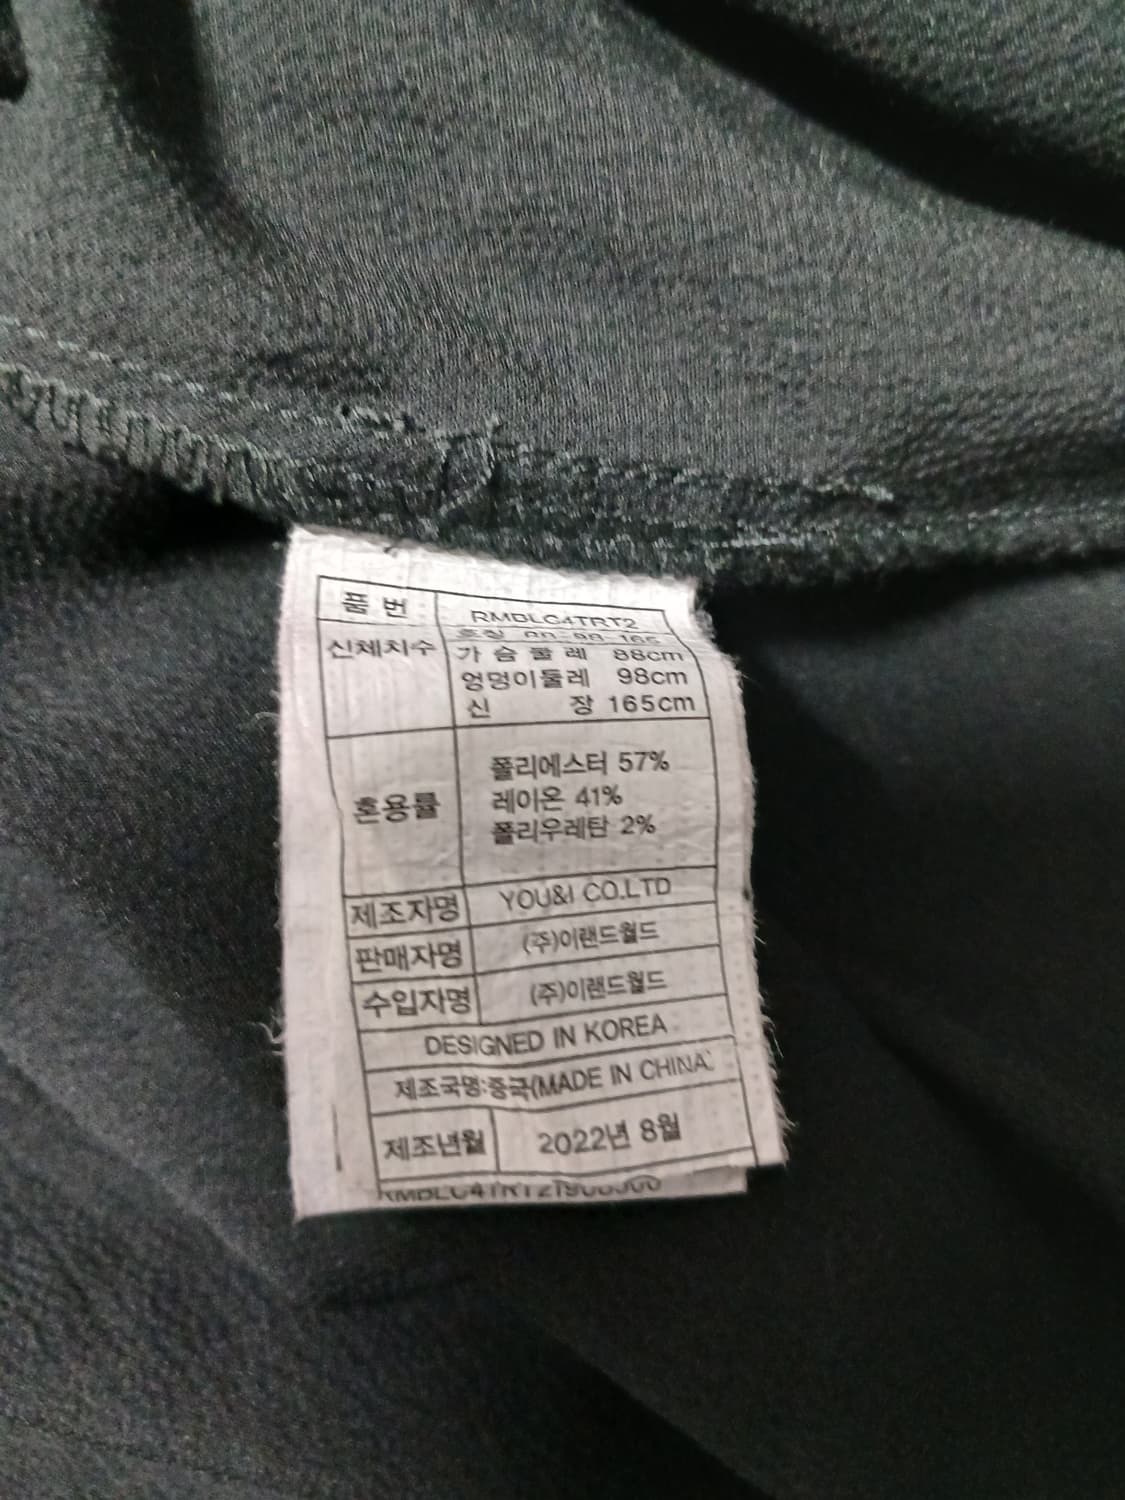 품 번 RMBLC4TRT2
신체치수
가 슴 둘 레 88cm
엉덩이둘레 98cm
신 장 165cm
혼용률
폴리에스터 57%
레이온 41%
폴리우레탄 2%
제조자명 YOU&I CO.LTD
판매자명 (주)이랜드월드
수입자명 (주)이랜드월드
DESIGNED IN KOREA
제조국명:중국(MADE IN CHINA
제조년월 2022년 8월